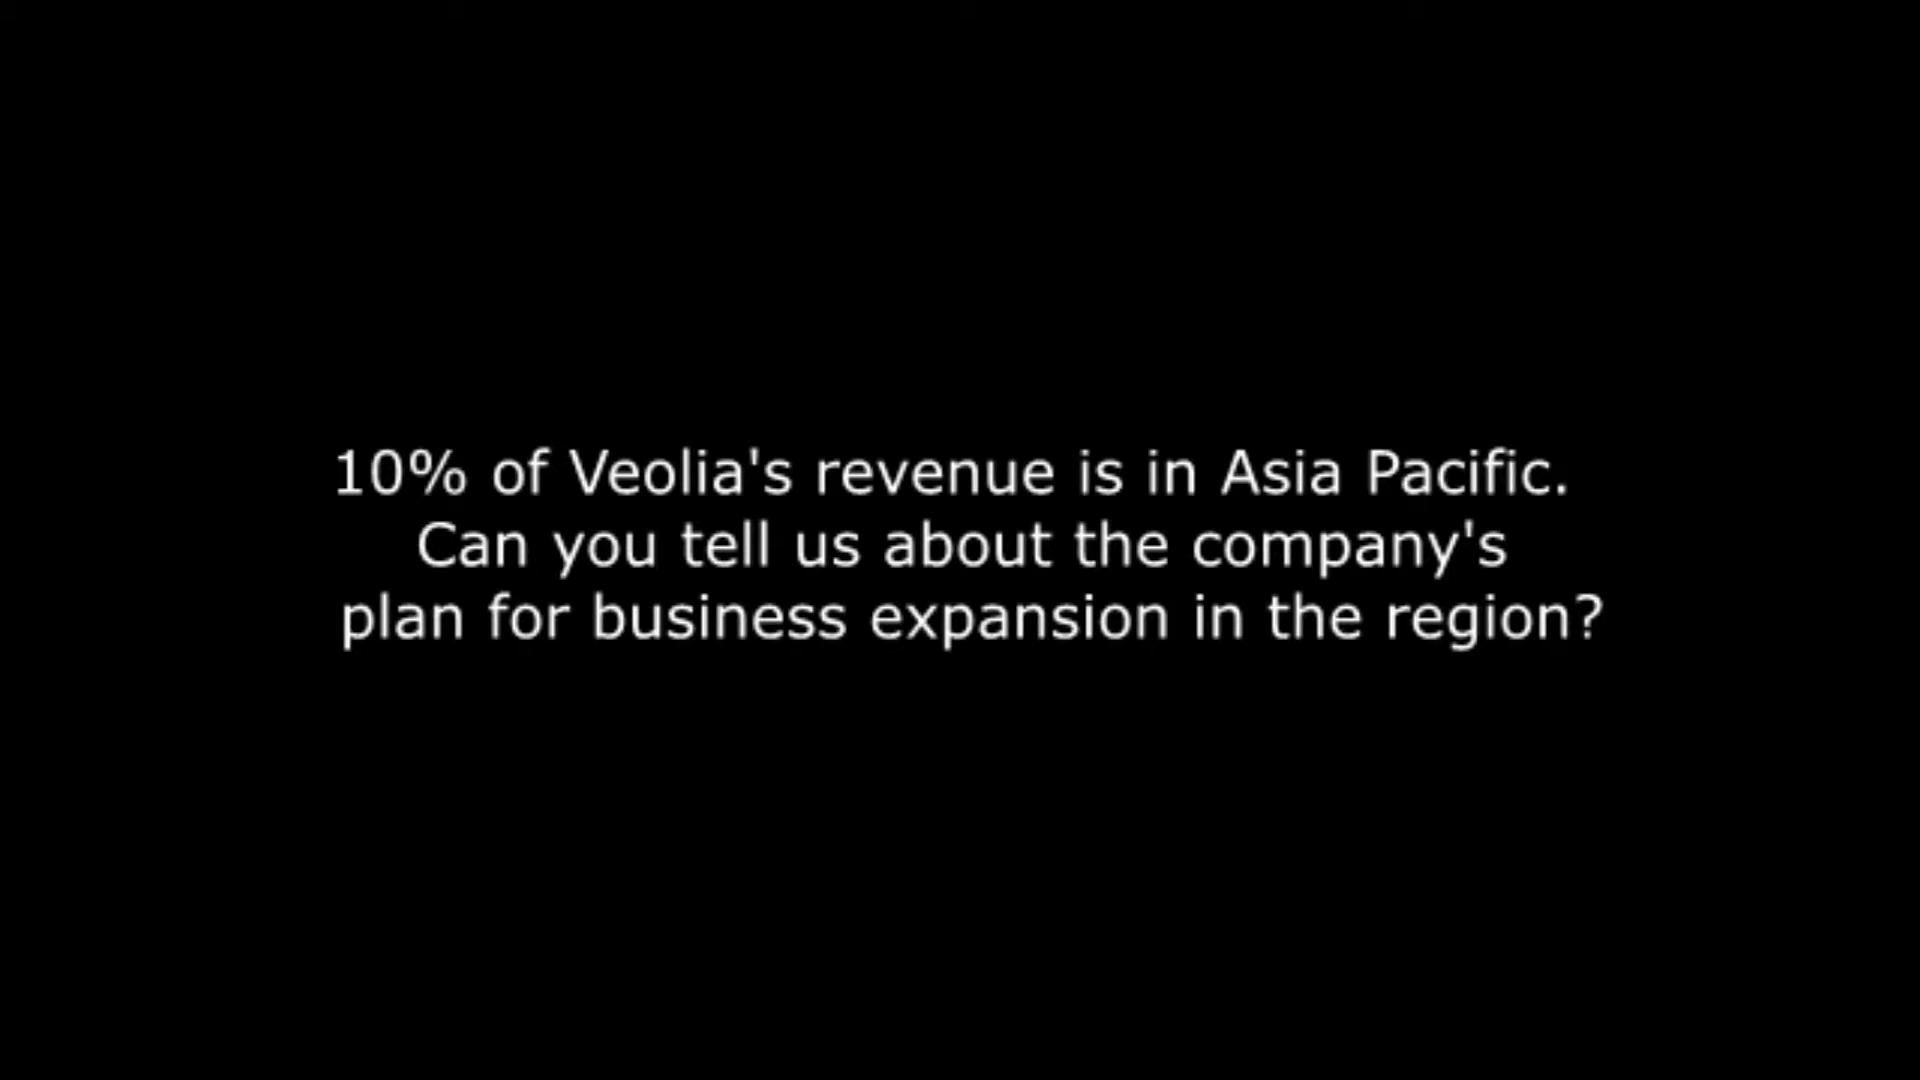 10% of Veolia's revenue is in Asia Pacific.
Can you tell us about the company's
plan for business expansion in the region?